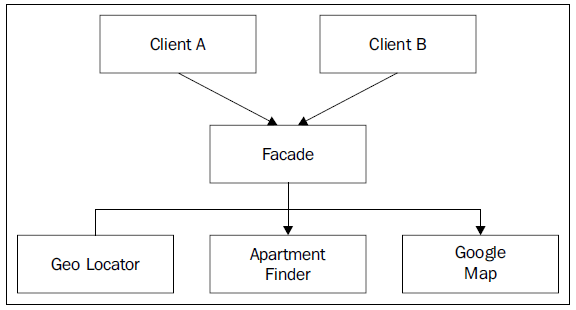 Client A
Client B
Facade
Geo Locator
Apartment
Finder
Google
Map